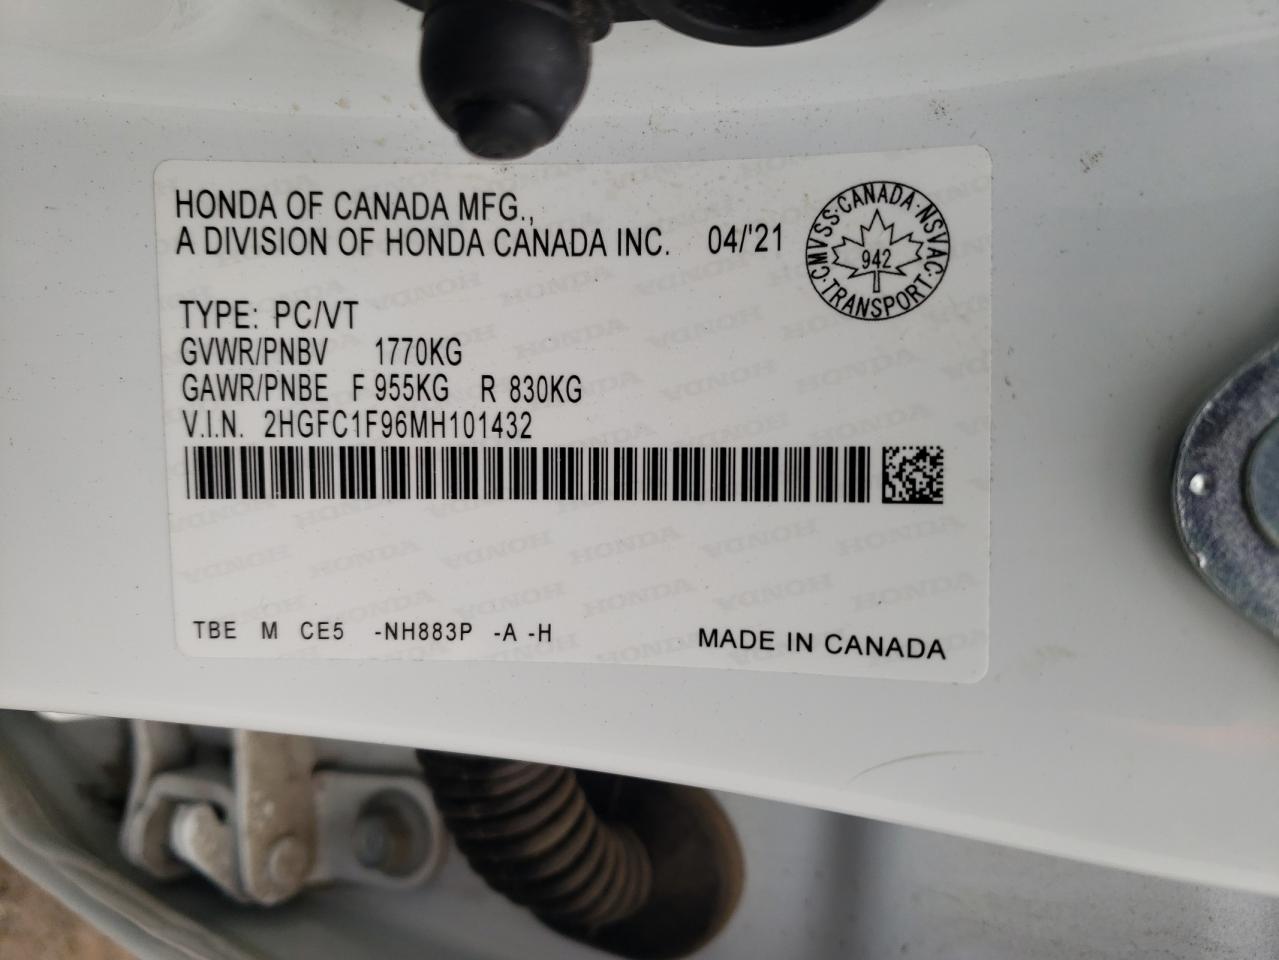 HONDA OF CANADA MFG.,
A DIVISION OF HONDA CANADA INC. 04/'21
CMVSS·CANADA·NSVAC·TRANSPORT·
942
TYPE: PC/VT
GVWR/PNBV 1770KG
GAWR/PNBE F 955KG R 830KG
V.I.N. 2HGFC1F96MH101432
TBE M CE5 -NH883P -A -H
MADE IN CANADA